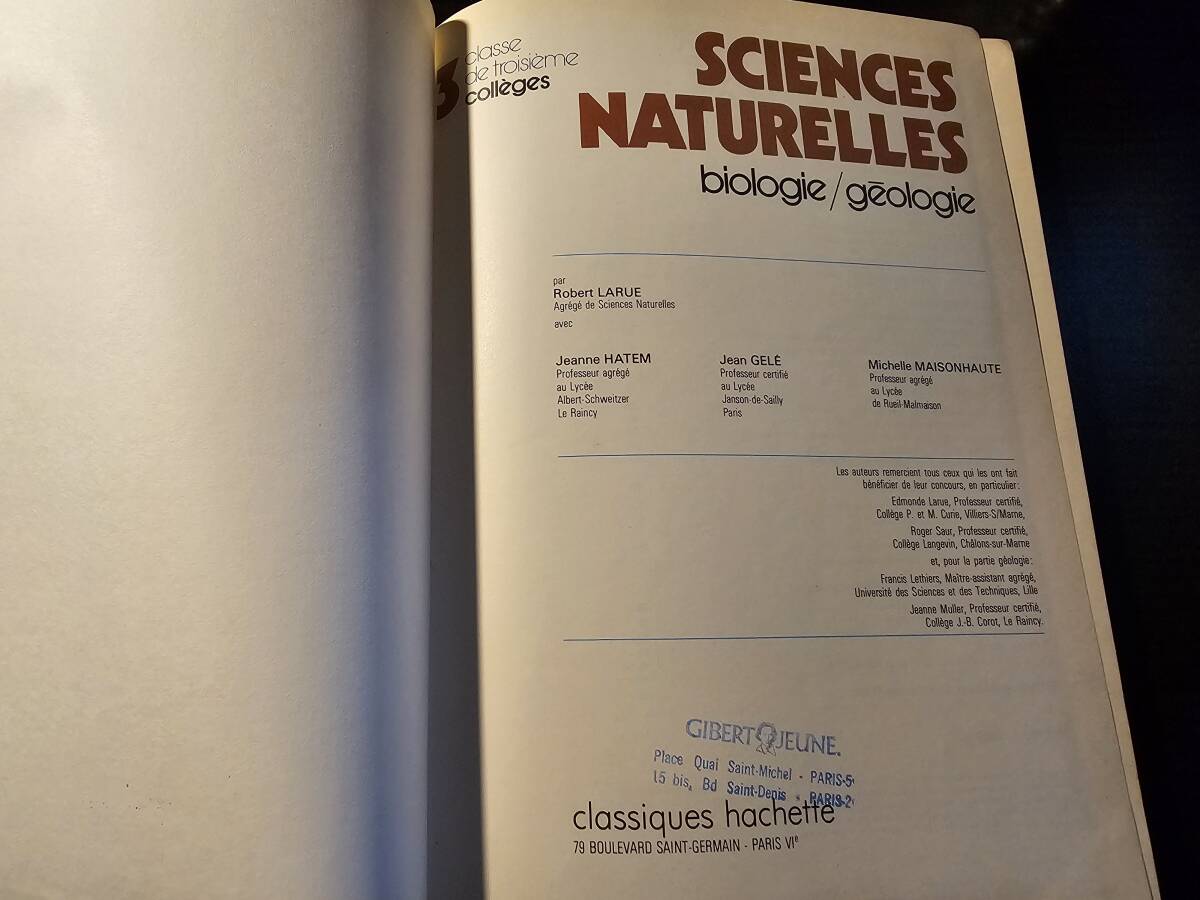 3
classe
de troisième
collèges
SCIENCES
NATURELLES
biologie/géologie
par
Robert LARUE
Agrégé de Sciences Naturelles
avec
Jeanne HATEM
Professeur agrégé
au Lycée
Albert-Schweitzer
Le Raincy
Jean GELÉ
Professeur certifié
au Lycée
Janson-de-Sailly
Paris
Michelle MAISONHAUTE
Professeur agrégé
au Lycée
de Rueil-Malmaison
Les auteurs remercient tous ceux qui les ont fait
bénéficier de leur concours, en particulier :
Edmonde Larue, Professeur certifié,
Collège P. et M. Curie, Villiers-S/Marne,
Roger Saur, Professeur certifié,
Collège Langevin, Châlons-sur-Marne
et, pour la partie géologie :
Francis Lethiers, Maître-assistant agrégé,
Université des Sciences et des Techniques, Lille
Jeanne Muller, Professeur certifié,
Collège J.-B. Corot, Le Raincy.
GIBERT JEUNE.
Place Quai Saint-Michel - PARIS-5e
15 bis, Bd Saint-Denis - PARIS-2e
classiques hachette
79 BOULEVARD SAINT-GERMAIN - PARIS VIe